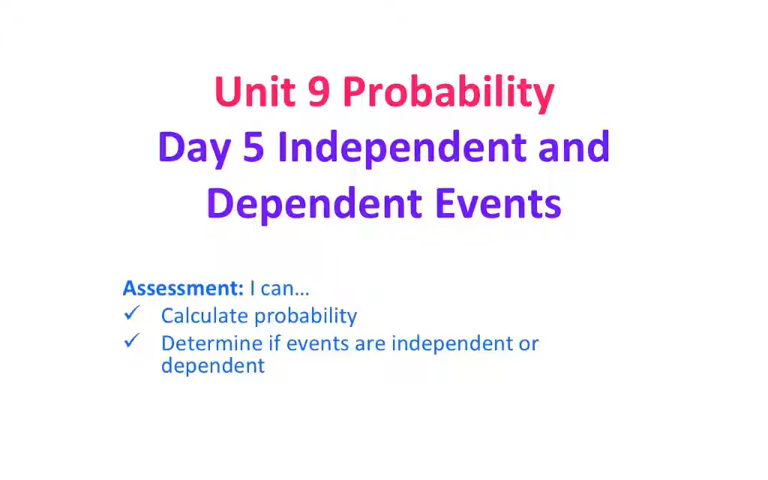 Unit 9 Probability
Day 5 Independent and
Dependent Events
Assessment: I can…
✓ Calculate probability
✓ Determine if events are independent or
dependent